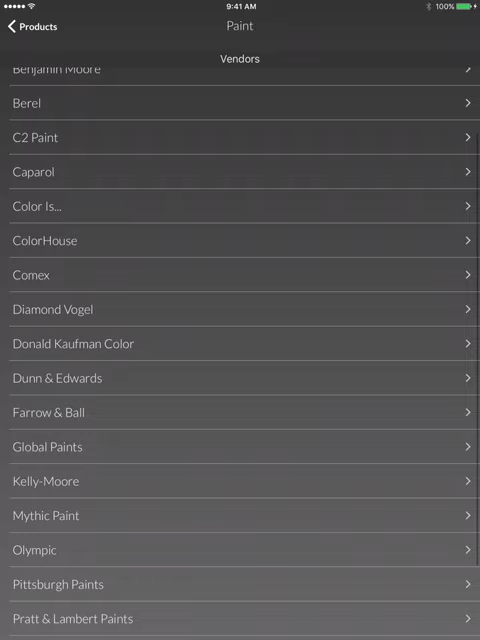 9:41 AM
100%
Products
Paint
Vendors
Benjamin Moore
Berel
C2 Paint
Caparol
Color Is...
ColorHouse
Comex
Diamond Vogel
Donald Kaufman Color
Dunn & Edwards
Farrow & Ball
Global Paints
Kelly-Moore
Mythic Paint
Olympic
Pittsburgh Paints
Pratt & Lambert Paints